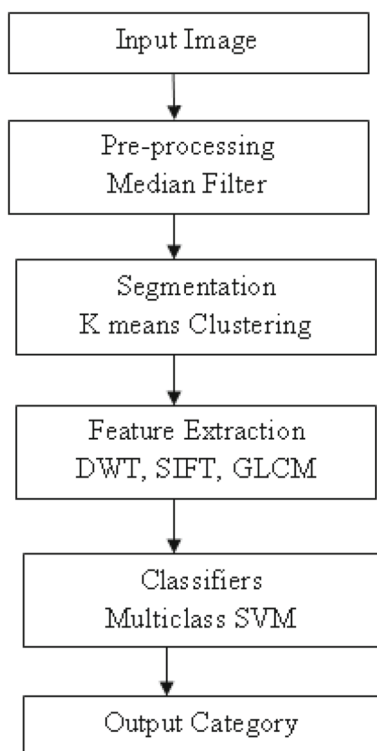 Input Image
Pre-processing
Median Filter
Segmentation
K means Clustering
Feature Extraction
DWT, SIFT, GLCM
Classifiers
Multiclass SVM
Output Category